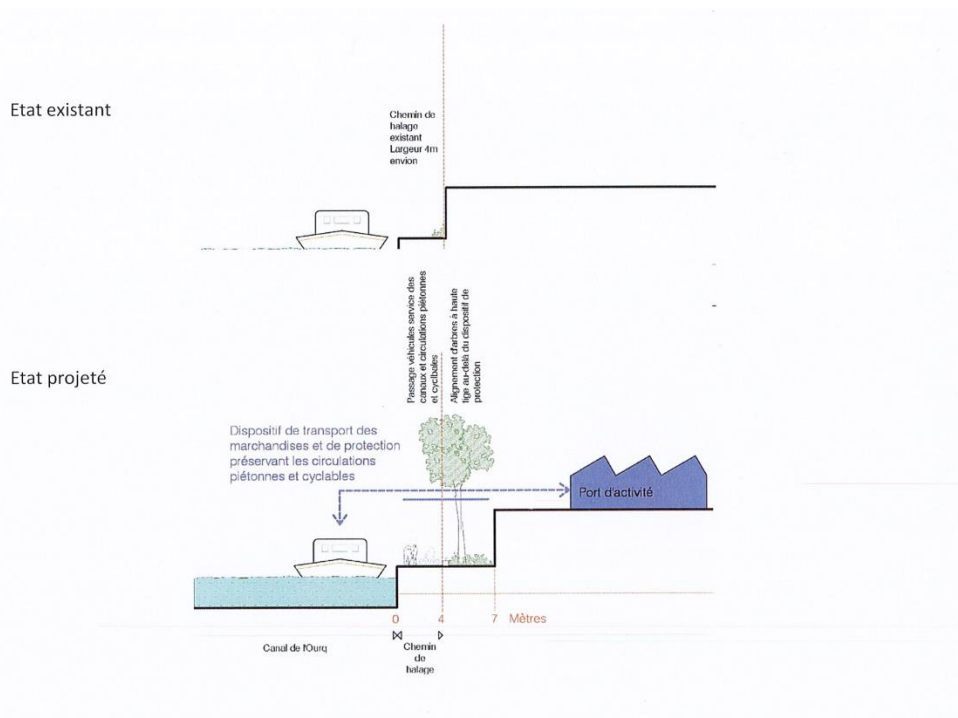 Etat existant
Chemin de
halage
existant
Largeur 4m
envion
Passage véhicules service des
canaux et circulations piétonnes
et cyclbales
Alignement d'arbres à haute
tige au-delà du dispositif de
protection
Etat projeté
Dispositif de transport des
marchandises et de protection
préservant les circulations
piétonnes et cyclables
Port d'activité
0 4 7 Mètres
Canal de l'Ourq
Chemin
de
halage